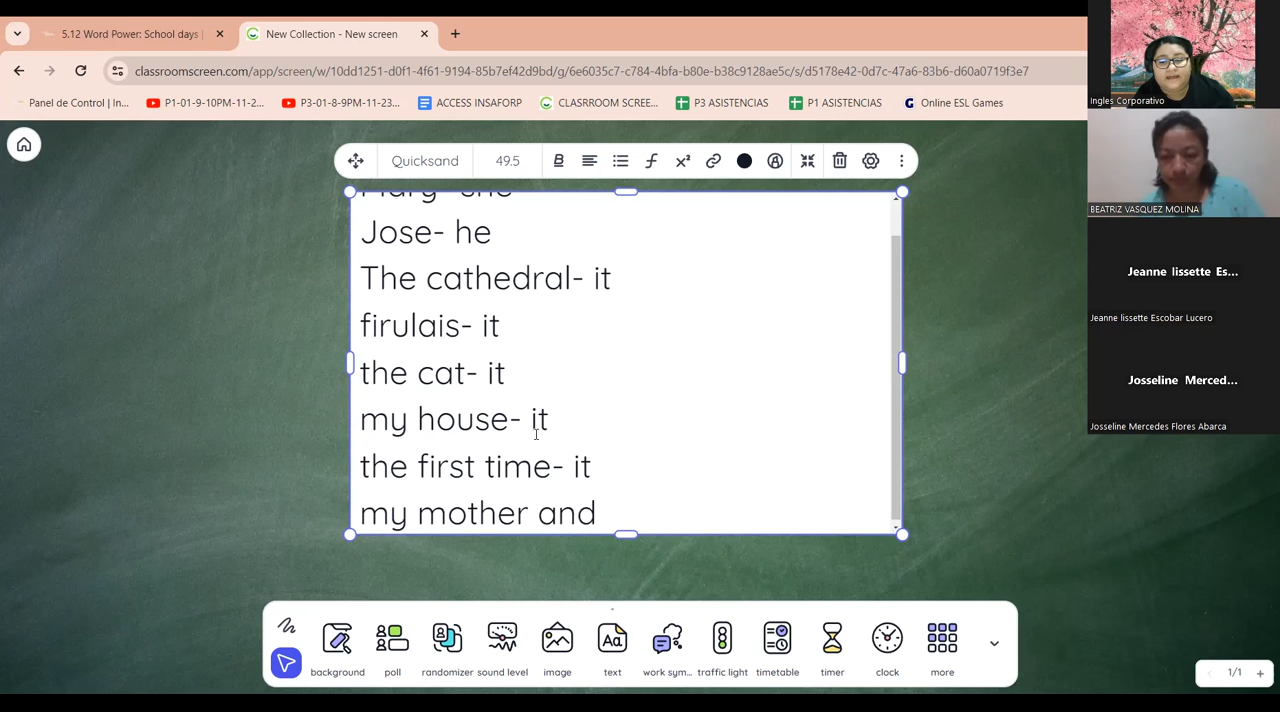 5.12 Word Power: School days |
New Collection - New screen
classroomscreen.com/app/screen/w/10dd1251-d0f1-4f61-9194-85b7ef42d9bd/g/6e6035c7-c784-4bfa-b80e-b38c9128ae5c/s/d5178e42-0d7c-47a6-83b6-d60a0719f3e7
Panel de Control | In...
P1-01-9-10PM-11-2...
P3-01-8-9PM-11-23...
ACCESS INSAFORP
CLASSROOM SCREE...
P3 ASISTENCIAS
P1 ASISTENCIAS
Online ESL Games
Ingles Corporativo
Quicksand
49.5
Mary- she
Jose- he
The cathedral- it
firulais- it
the cat- it
my house- it
the first time- it
my mother and
BEATRIZ VASQUEZ MOLINA
Jeanne lissette Es...
Jeanne lissette Escobar Lucero
Josseline Merced...
Josseline Mercedes Flores Abarca
background
poll
randomizer
sound level
image
Aa
text
work sym...
traffic light
timetable
timer
clock
more
1/1